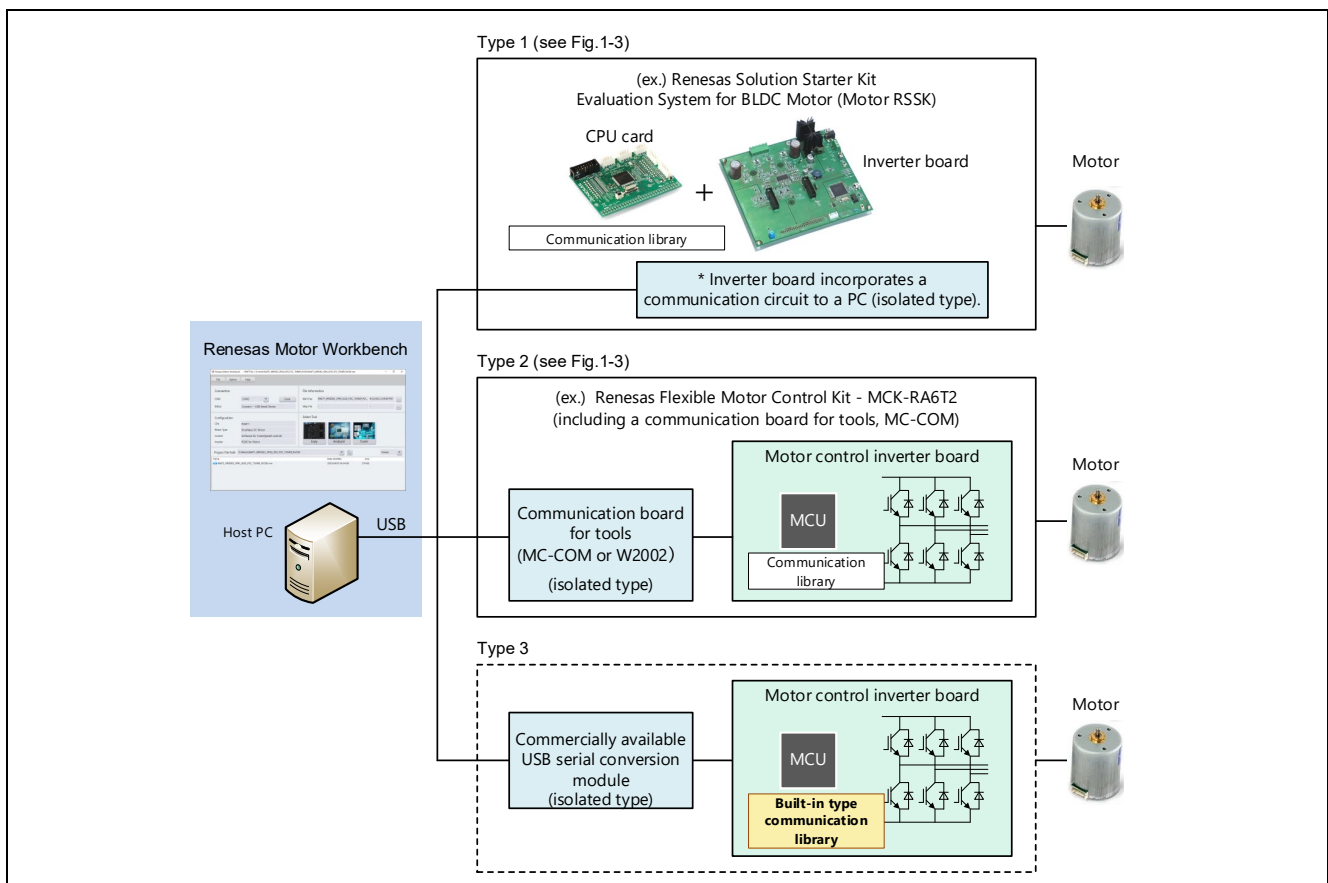 Type 1 (see Fig.1-3)
(ex.) Renesas Solution Starter Kit
Evaluation System for BLDC Motor (Motor RSSK)
CPU card
Inverter board
+
Communication library
* Inverter board incorporates a
communication circuit to a PC (isolated type).
Motor
Renesas Motor Workbench
Host PC
USB
Type 2 (see Fig.1-3)
(ex.) Renesas Flexible Motor Control Kit - MCK-RA6T2
(including a communication board for tools, MC-COM)
Communication board
for tools
(MC-COM or W2002)
(isolated type)
Motor control inverter board
MCU
Communication
library
Motor
Type 3
Commercially available
USB serial conversion
module
(isolated type)
Motor control inverter board
MCU
Built-in type
communication
library
Motor